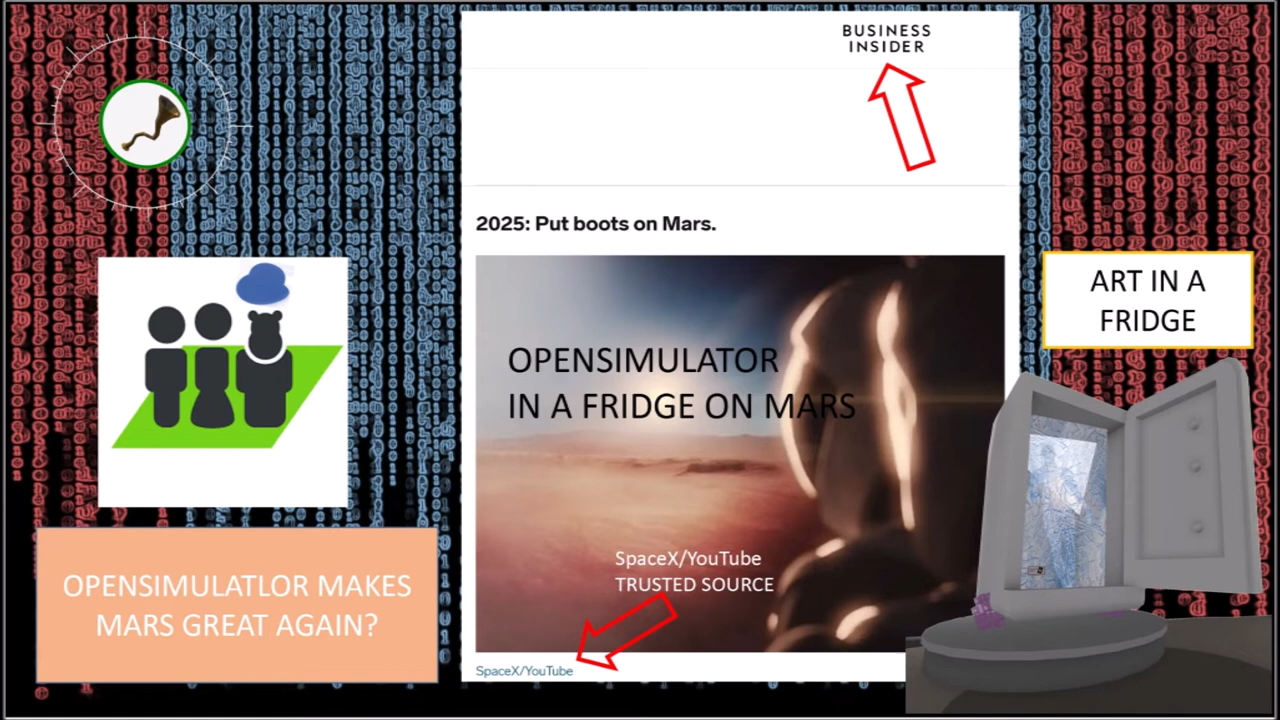 BUSINESS
INSIDER
2025: Put boots on Mars.
OPENSIMULATOR
IN A FRIDGE ON MARS
SpaceX/YouTube
TRUSTED SOURCE
SpaceX/YouTube
OPENSIMULATLOR MAKES
MARS GREAT AGAIN?
ART IN A
FRIDGE